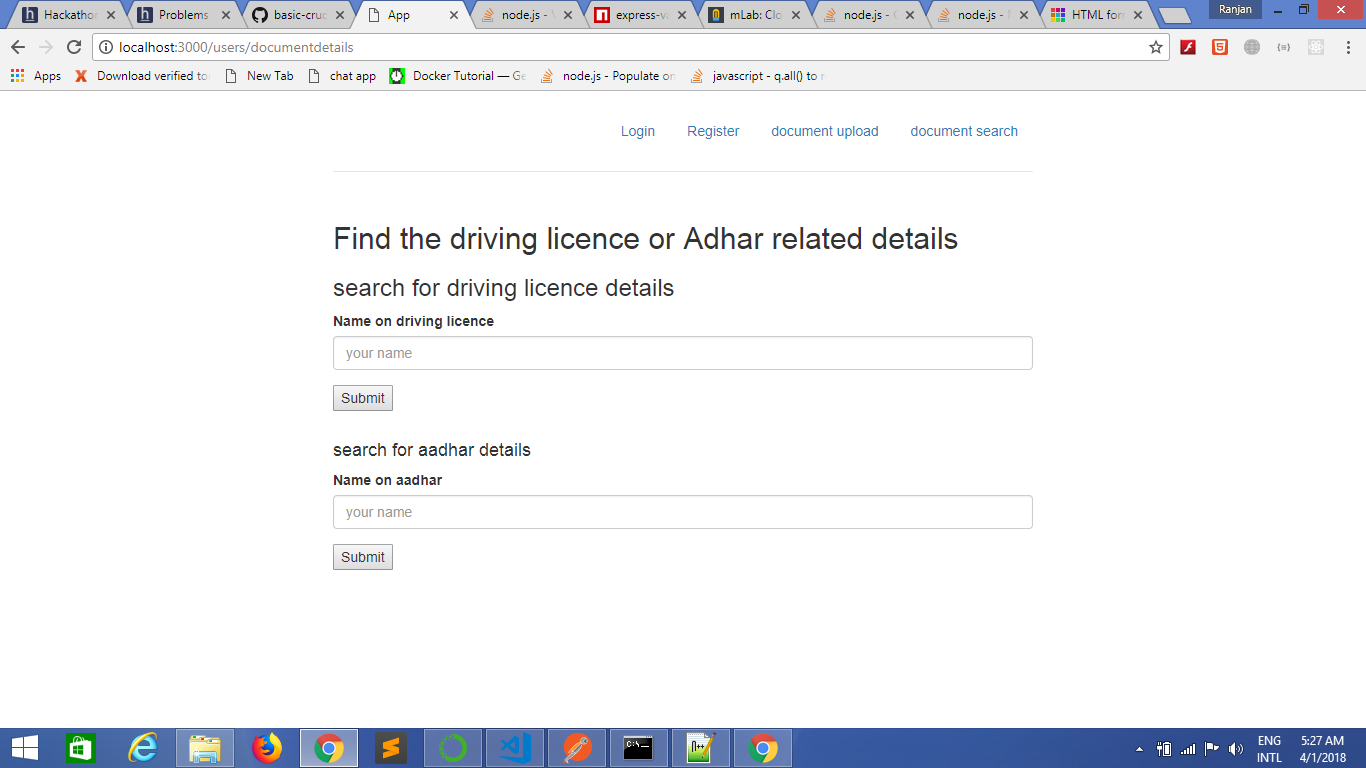 Ranjan
Hackathon
Problems
basic-cruc
App
node.js - V
express-va
mLab: Clo
node.js - C
node.js -
HTML for
localhost:3000/users/documentdetails
Apps
Download verified to
New Tab
chat app
Docker Tutorial — Ge
node.js - Populate on
javascript - q.all() to r
Login
Register
document upload
document search
Find the driving licence or Adhar related details
search for driving licence details
Name on driving licence
your name
Submit
search for aadhar details
Name on aadhar
your name
Submit
ENG
INTL
5:27 AM
4/1/2018